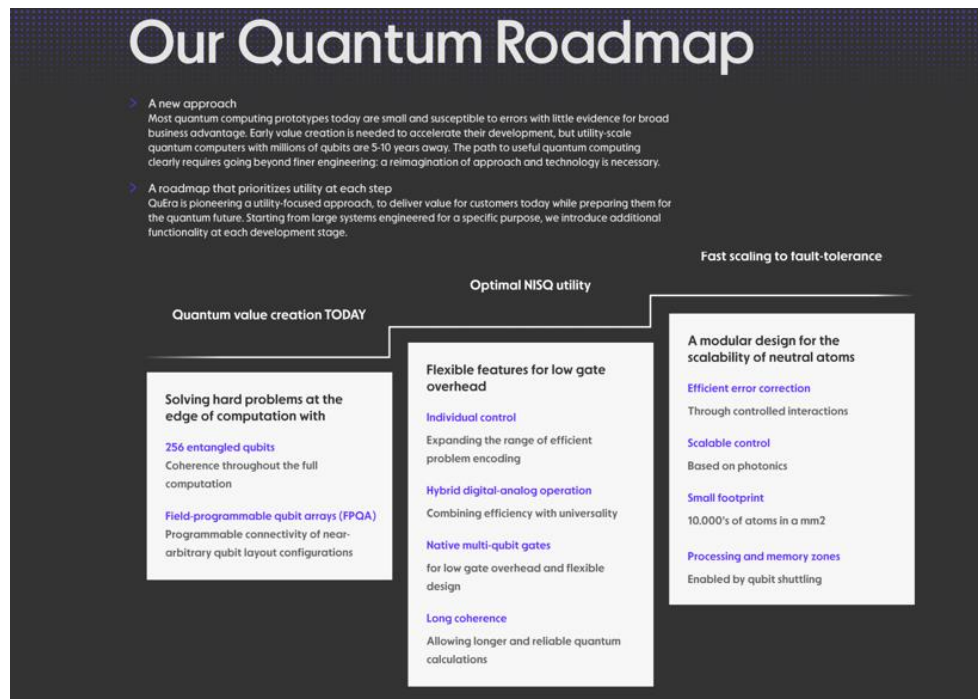 Our Quantum Roadmap
> A new approach
Most quantum computing prototypes today are small and susceptible to errors with little evidence for broad
business advantage. Early value creation is needed to accelerate their development, but utility-scale
quantum computers with millions of qubits are 5-10 years away. The path to useful quantum computing
clearly requires going beyond finer engineering: a reimagination of approach and technology is necessary.
> A roadmap that prioritizes utility at each step
QuEra is pioneering a utility-focused approach, to deliver value for customers today while preparing them for
the quantum future. Starting from large systems engineered for a specific purpose, we introduce additional
functionality at each development stage.
Quantum value creation TODAY
Solving hard problems at the
edge of computation with
256 entangled qubits
Coherence throughout the full
computation
Field-programmable qubit arrays (FPQA)
Programmable connectivity of near-
arbitrary qubit layout configurations
Optimal NISQ utility
Flexible features for low gate
overhead
Individual control
Expanding the range of efficient
problem encoding
Hybrid digital-analog operation
Combining efficiency with universality
Native multi-qubit gates
for low gate overhead and flexible
design
Long coherence
Allowing longer and reliable quantum
calculations
Fast scaling to fault-tolerance
A modular design for the
scalability of neutral atoms
Efficient error correction
Through controlled interactions
Scalable control
Based on photonics
Small footprint
10.000's of atoms in a mm2
Processing and memory zones
Enabled by qubit shuttling